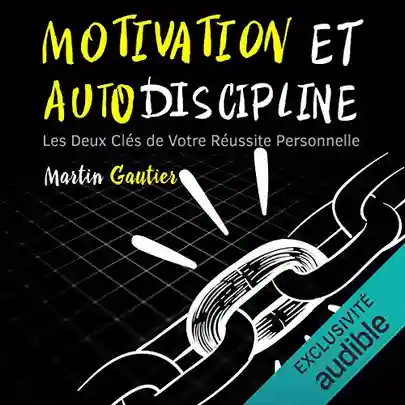 MOTIVATION ET
AUTODISCIPLINE
Les Deux Clés de Votre Réussite Personnelle
Martin Gautier
EXCLUSIVITÉ
audible